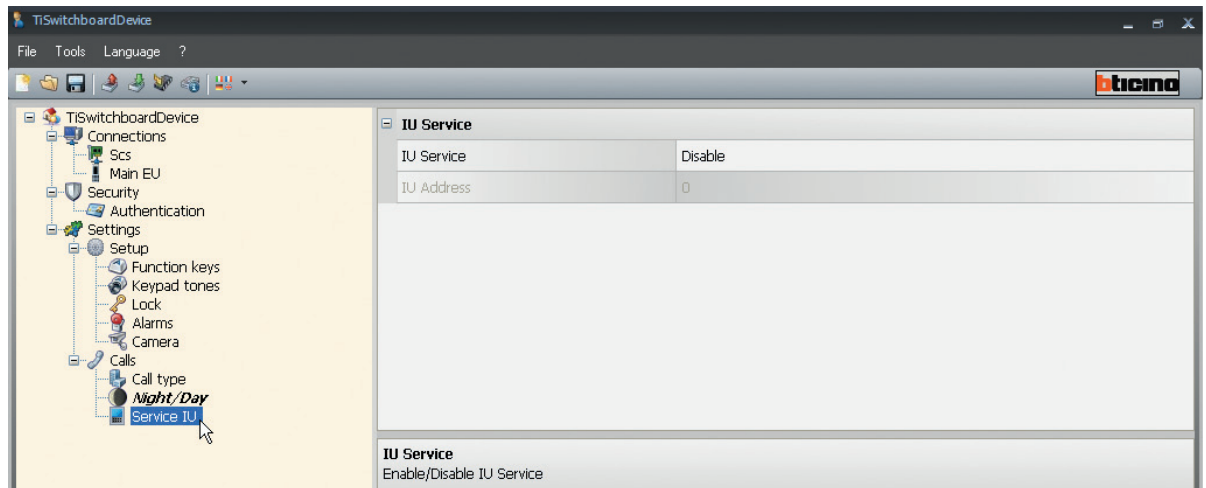 TiSwitchboardDevice
File Tools Language ?
bticino
TiSwitchboardDevice
Connections
Scs
Main EU
Security
Authentication
Settings
Setup
Function keys
Keypad tones
Lock
Alarms
Camera
Calls
Call type
Night/Day
Service IU
IU Service
IU Service Disable
IU Address 0
IU Service
Enable/Disable IU Service